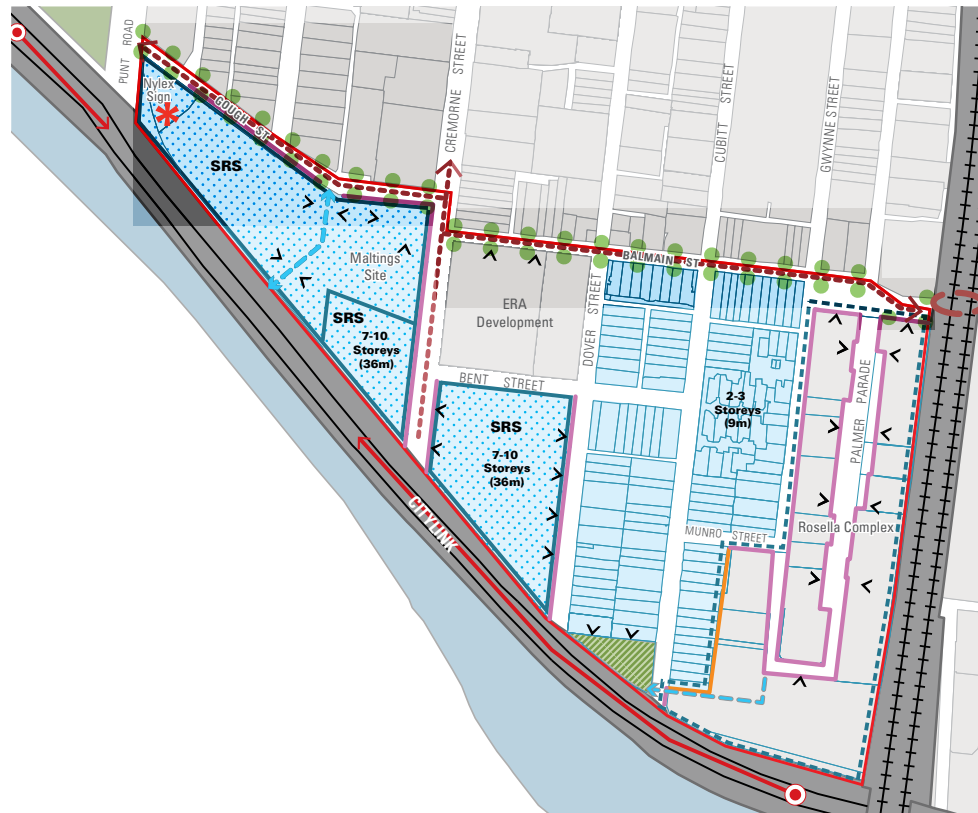 PUNT ROAD
Nylex
Sign.
GOUGH ST
CREMORNE STREET
CUBITT STREET
GWYNNE STREET
SRS
Maltings
Site
BALMAIN ST
ERA
Development
DOVER STREET
SRS
7-10
Storeys
(36m)
BENT STREET
SRS
7-10
Storeys
(36m)
2-3
Storeys
(9m)
PALMER PARADE
CITYLINK
MUNRO STREET
Rosella Complex